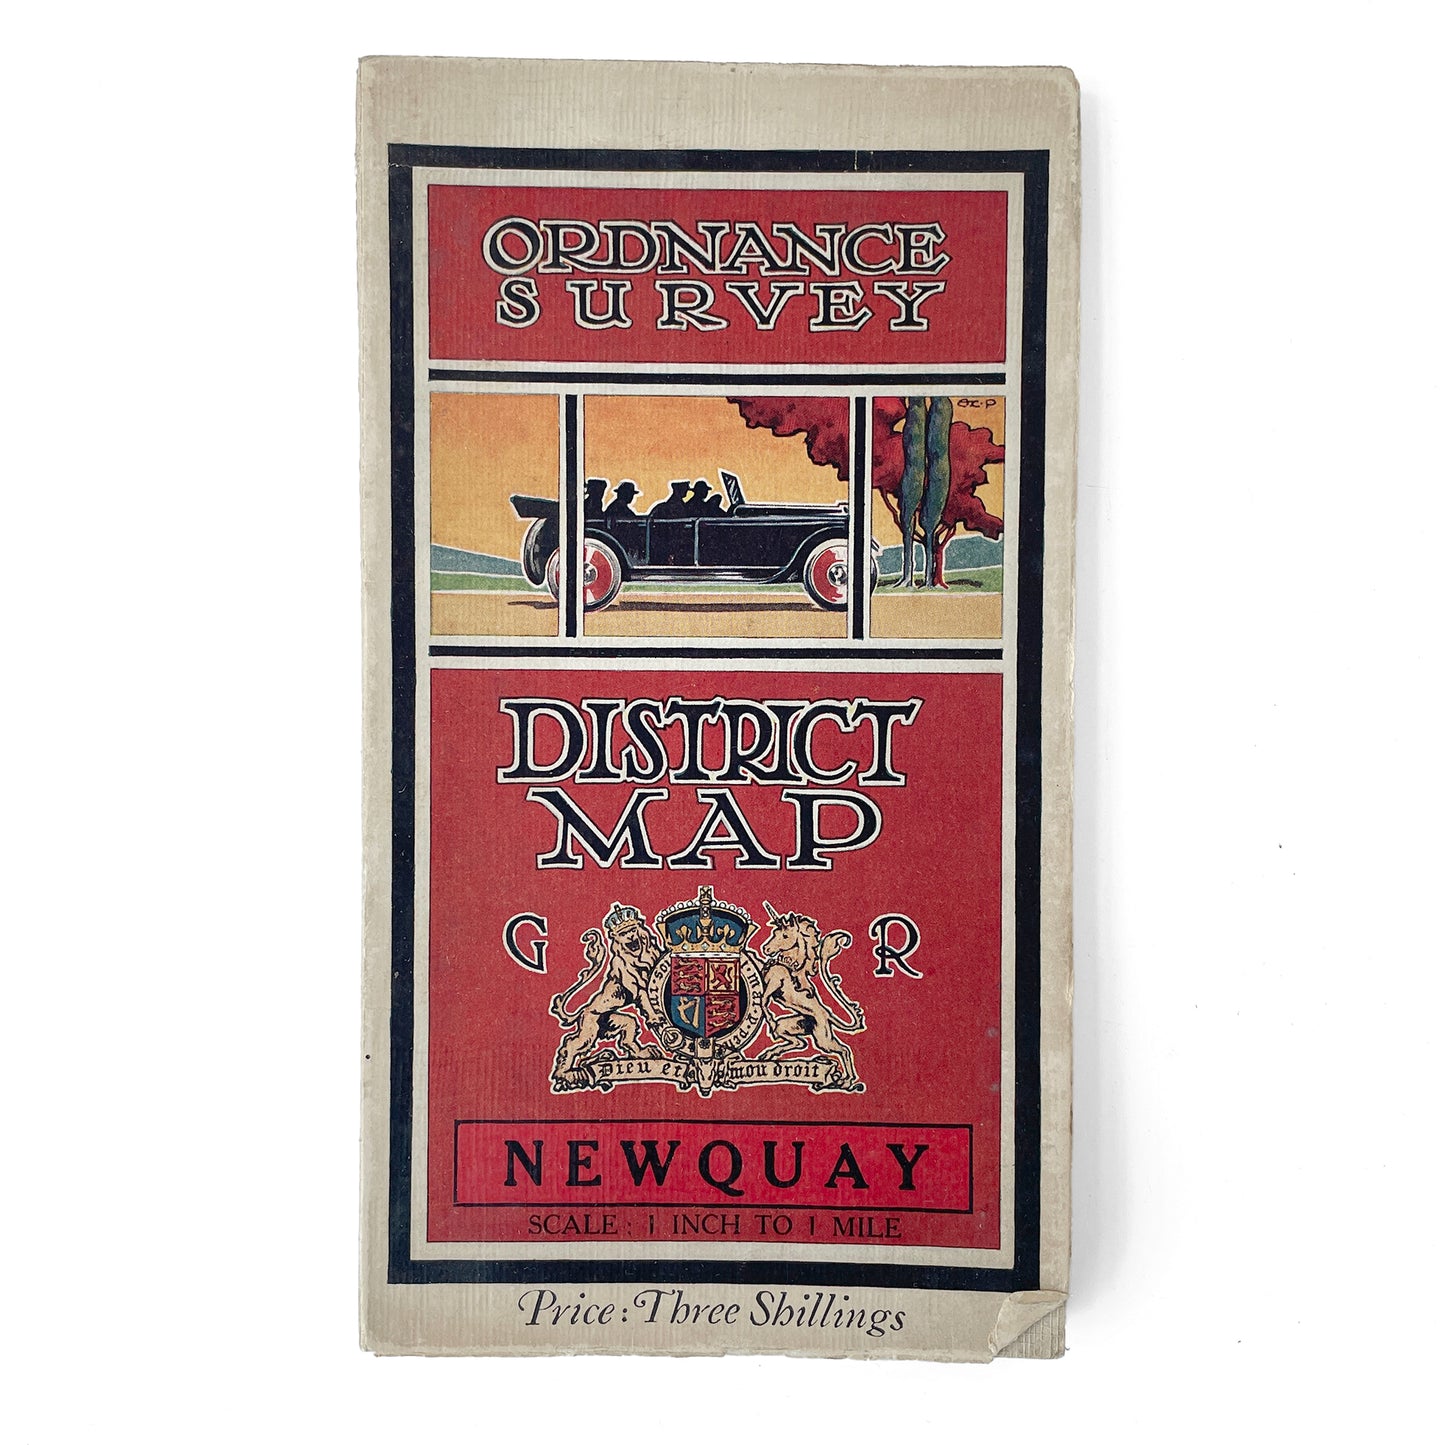 ORDNANCE
SURVEY
DISTRICT
MAP
G R
Dieu et mon droit
NEWQUAY
SCALE : 1 INCH TO 1 MILE
Price: Three Shillings